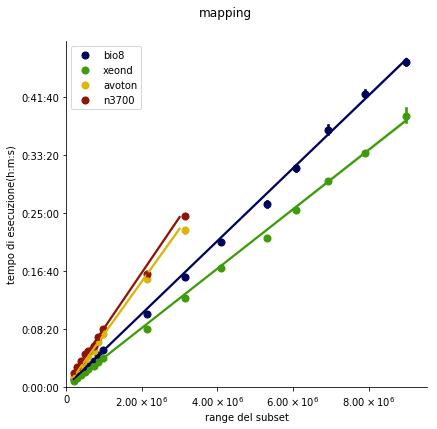 mapping
bio8
xeond
avoton
n3700
tempo di esecuzione(h:m:s)
0:41:40
0:33:20
0:25:00
0:16:40
0:08:20
0:00:00
0
2.00 × 10⁶
4.00 × 10⁶
6.00 × 10⁶
8.00 × 10⁶
range del subset